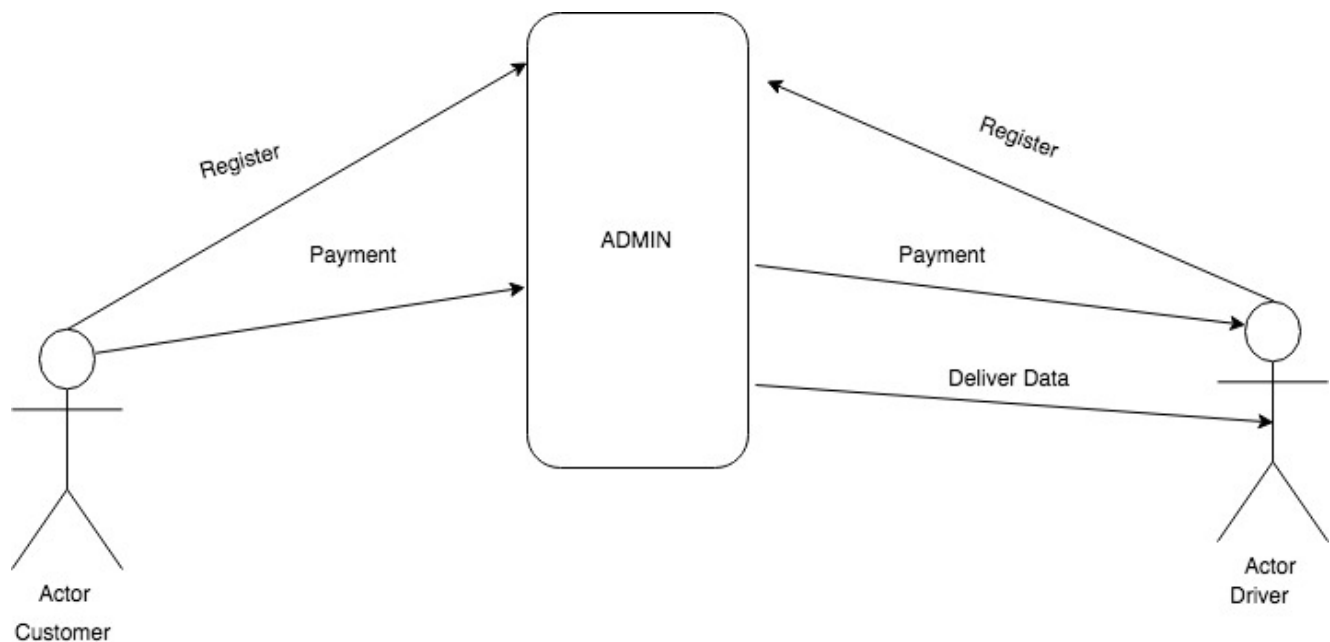 Register
Payment
ADMIN
Register
Payment
Deliver Data
Actor
Customer
Actor
Driver